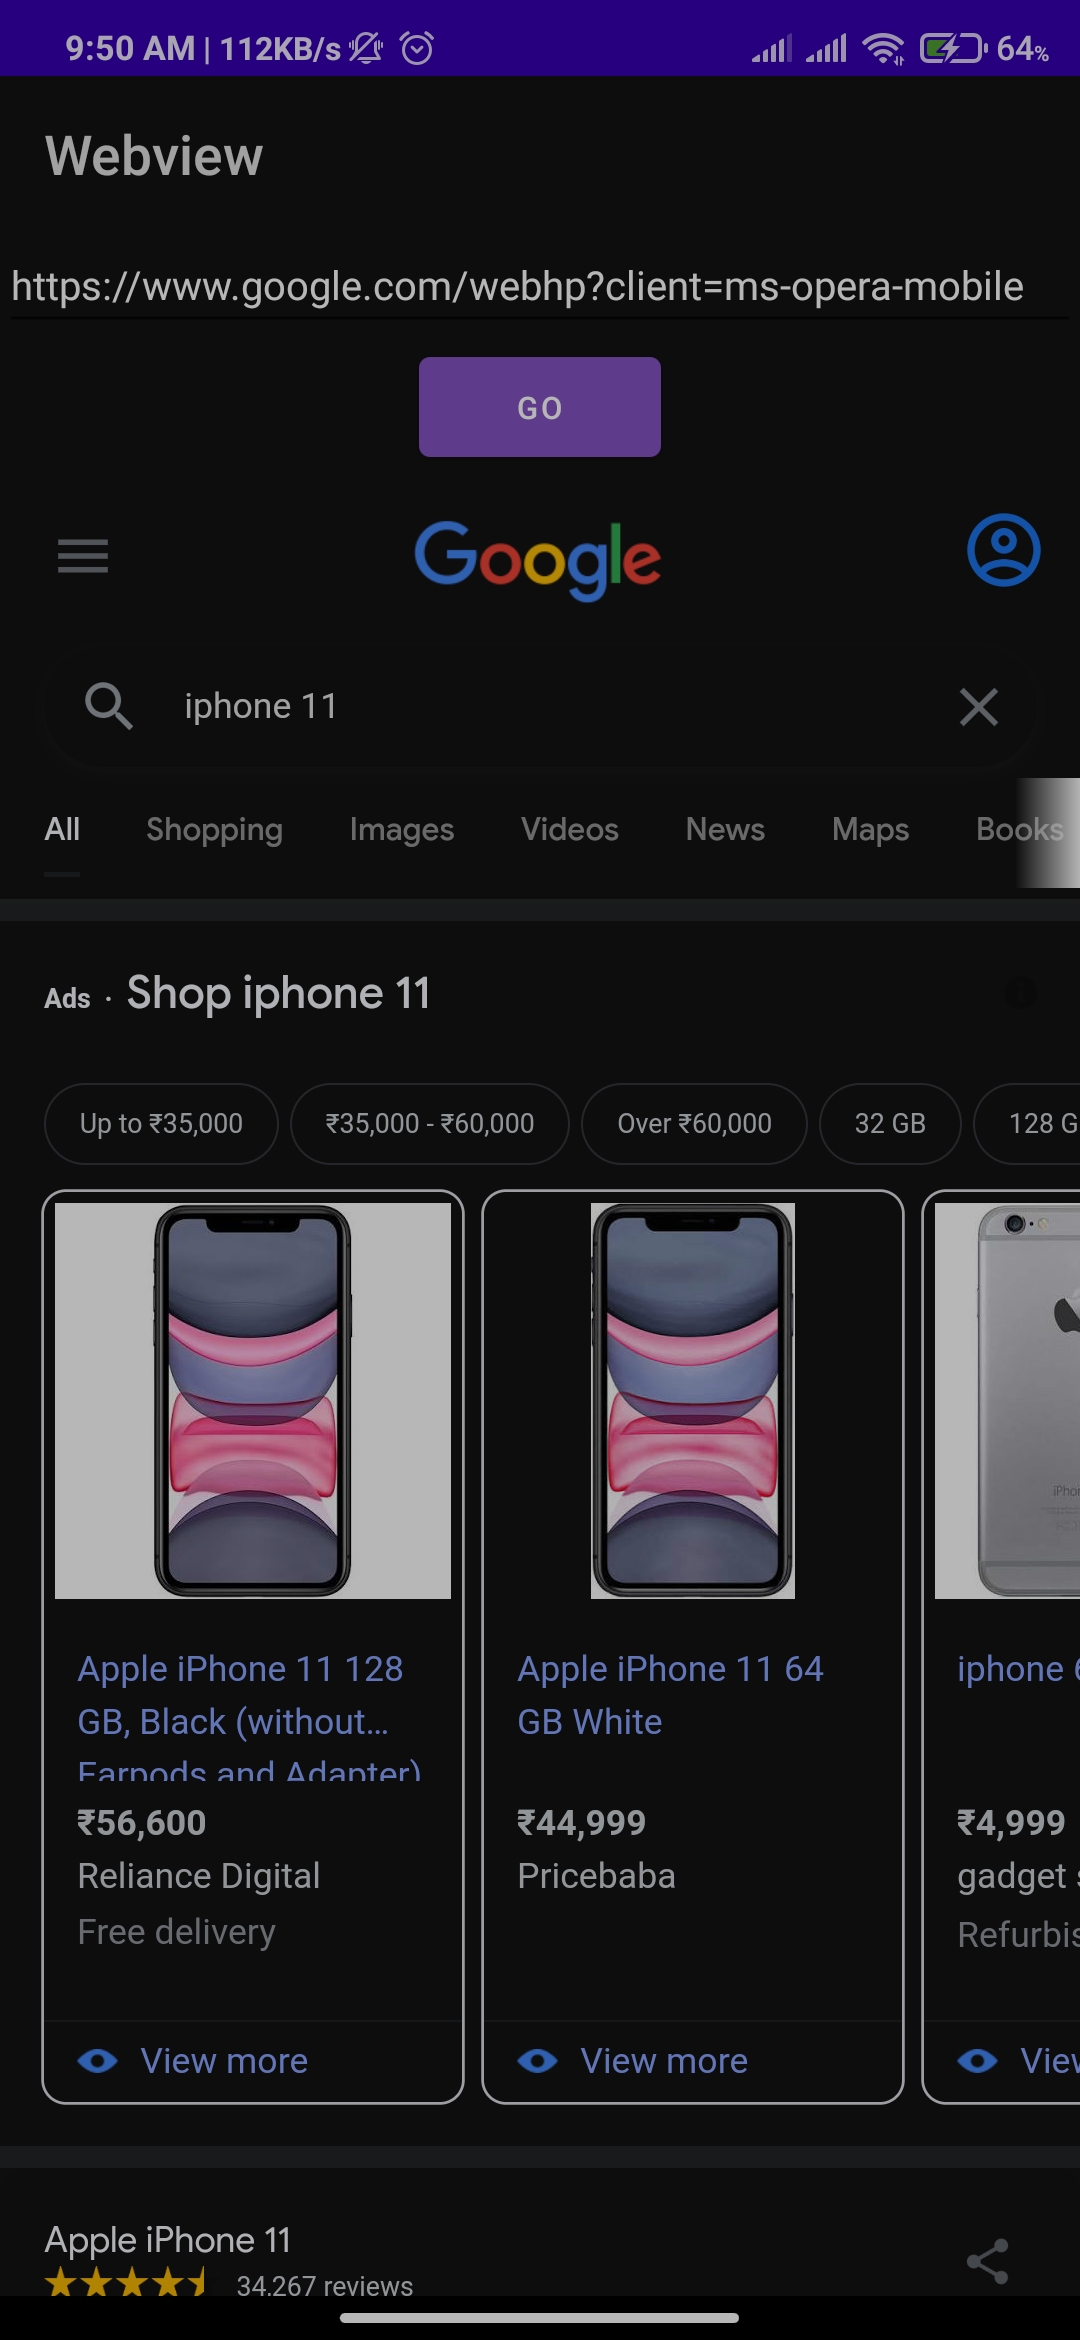 9:50 AM | 112KB/s 64%
Webview
https://www.google.com/webhp?client=ms-opera-mobile
GO
Google
iphone 11
All Shopping Images Videos News Maps Books
Ads · Shop iphone 11
Up to ₹35,000 ₹35,000 - ₹60,000 Over ₹60,000 32 GB 128 G
Apple iPhone 11 128
GB, Black (without...
Earpods and Adapter)
₹56,600
Reliance Digital
Free delivery
View more
Apple iPhone 11 64
GB White
₹44,999
Pricebaba
View more
iphone 6
₹4,999
gadget
Refurbis
View
Apple iPhone 11
34,267 reviews